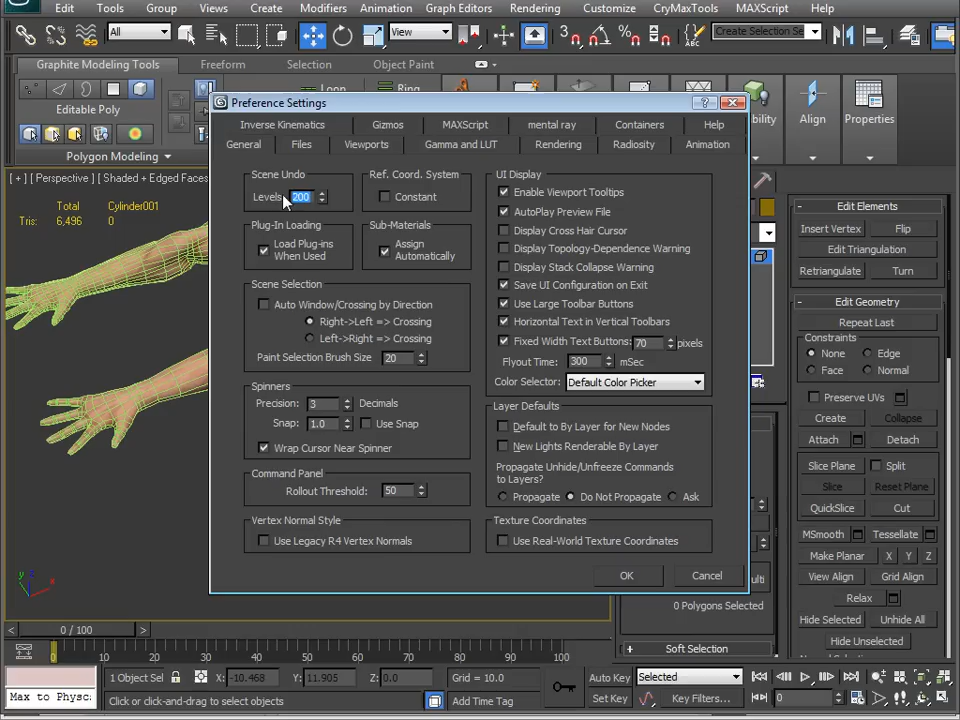 Edit Tools Group Views Create Modifiers Animation Graph Editors Rendering Customize CryMaxTools MAXScript Help
All View Create Selection Se
Graphite Modeling Tools Freeform Selection Object Paint
Editable Poly
Polygon Modeling
Loop Ring
Align Properties
Preference Settings
Inverse Kinematics Gizmos MAXScript mental ray Containers Help
General Files Viewports Gamma and LUT Rendering Radiosity Animation
Scene Undo
Levels: 200
Ref. Coord. System
Constant
Plug-In Loading
Load Plug-ins
When Used
Sub-Materials
Assign
Automatically
Scene Selection
Auto Window/Crossing by Direction
Right->Left => Crossing
Left->Right => Crossing
Paint Selection Brush Size 20
Spinners
Precision: 3 Decimals
Snap: 1.0 Use Snap
Wrap Cursor Near Spinner
Command Panel
Rollout Threshold: 50
Vertex Normal Style
Use Legacy R4 Vertex Normals
UI Display
Enable Viewport Tooltips
AutoPlay Preview File
Display Cross Hair Cursor
Display Topology-Dependence Warning
Display Stack Collapse Warning
Save UI Configuration on Exit
Use Large Toolbar Buttons
Horizontal Text in Vertical Toolbars
Fixed Width Text Buttons: 70 pixels
Flyout Time: 300 mSec
Color Selector: Default Color Picker
Layer Defaults
Default to By Layer for New Nodes
New Lights Renderable By Layer
Propagate Unhide/Unfreeze Commands
to Layers?
Propagate Do Not Propagate Ask
Texture Coordinates
Use Real-World Texture Coordinates
OK Cancel
[ + ] [ Perspective ] [ Shaded + Edged Faces
Total Cylinder001
Tris: 6,496 0
z y x
- Edit Elements
Insert Vertex Flip
Edit Triangulation
Retriangulate Turn
- Edit Geometry
Repeat Last
Constraints
None Edge
Face Normal
Preserve UVs
Create Collapse
Attach Detach
Slice Plane Split
Slice Reset Plane
QuickSlice Cut
MSmooth Tessellate
Make Planar X Y Z
View Align Grid Align
Relax
Hide Selected Unhide All
Hide Unselected
0 Polygons Selected
+ Soft Selection
< 0 / 100 >
0 10 20 30 40 50 60 70 80 90 100
1 Object Sel X: -10.468 Y: 11.905 Z: 0.0 Grid = 10.0 Auto Key Selected
Max to Physc: Click or click-and-drag to select objects Add Time Tag Set Key Key Filters... 0